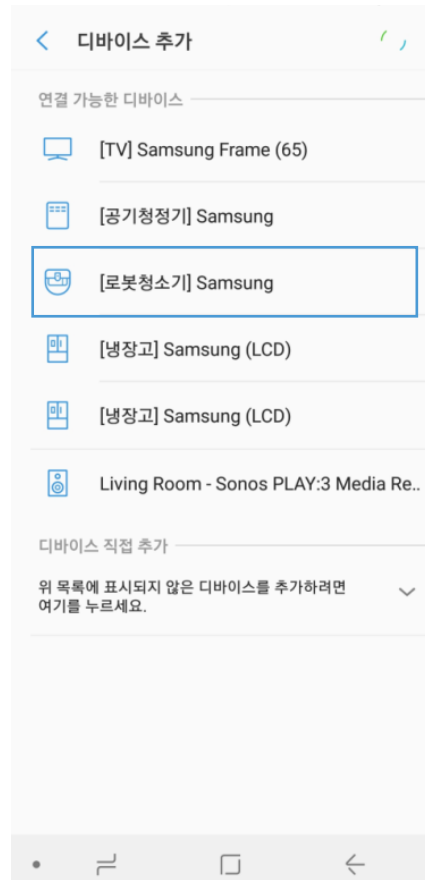 디바이스 추가
연결 가능한 디바이스
[TV] Samsung Frame (65)
[공기청정기] Samsung
[로봇청소기] Samsung
[냉장고] Samsung (LCD)
[냉장고] Samsung (LCD)
Living Room - Sonos PLAY:3 Media Re..
디바이스 직접 추가
위 목록에 표시되지 않은 디바이스를 추가하려면
여기를 누르세요.